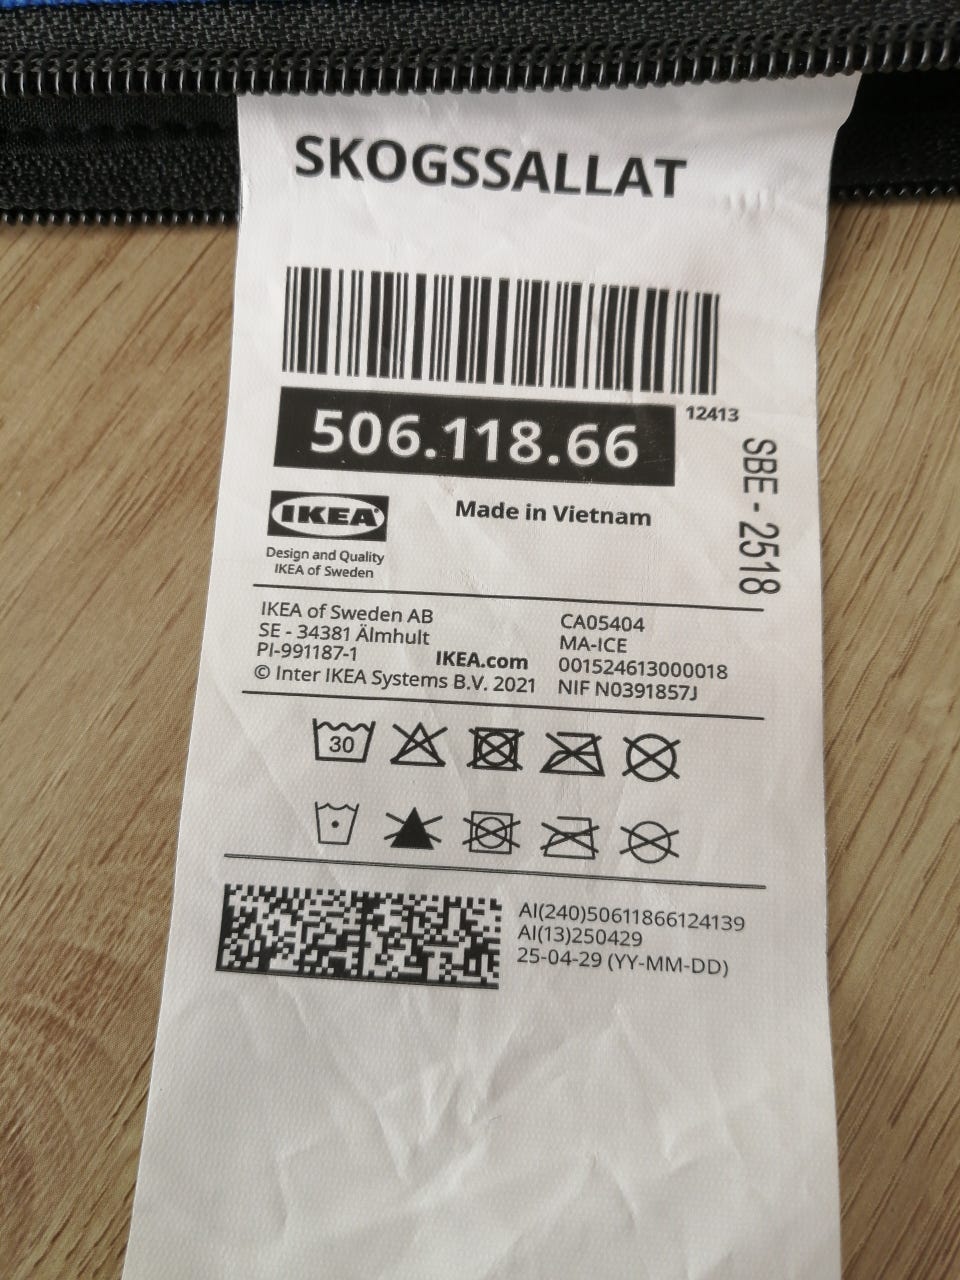 SKOGSSALLAT
12413
506.118.66
SBE - 2518
IKEA®
Design and Quality
IKEA of Sweden
Made in Vietnam
IKEA of Sweden AB
SE - 34381 Älmhult
PI-991187-1
IKEA.com
© Inter IKEA Systems B.V. 2021
CA05404
MA-ICE
001524613000018
NIF N0391857J
30
AI(240)50611866124139
AI(13)250429
25-04-29 (YY-MM-DD)